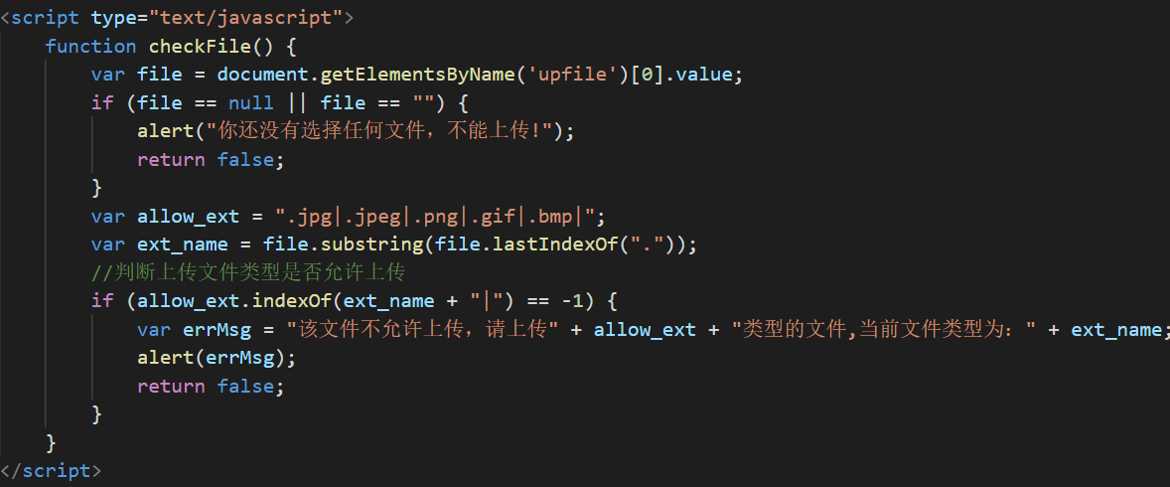 <script type="text/javascript">
    function checkFile() {
        var file = document.getElementsByName('upfile')[0].value;
        if (file == null || file == "") {
            alert("你还没有选择任何文件，不能上传!");
            return false;
        }
        var allow_ext = ".jpg|.jpeg|.png|.gif|.bmp|";
        var ext_name = file.substring(file.lastIndexOf("."));
        //判断上传文件类型是否允许上传
        if (allow_ext.indexOf(ext_name + "|") == -1) {
            var errMsg = "该文件不允许上传，请上传" + allow_ext + "类型的文件,当前文件类型为：" + ext_name;
            alert(errMsg);
            return false;
        }
    }
</script>